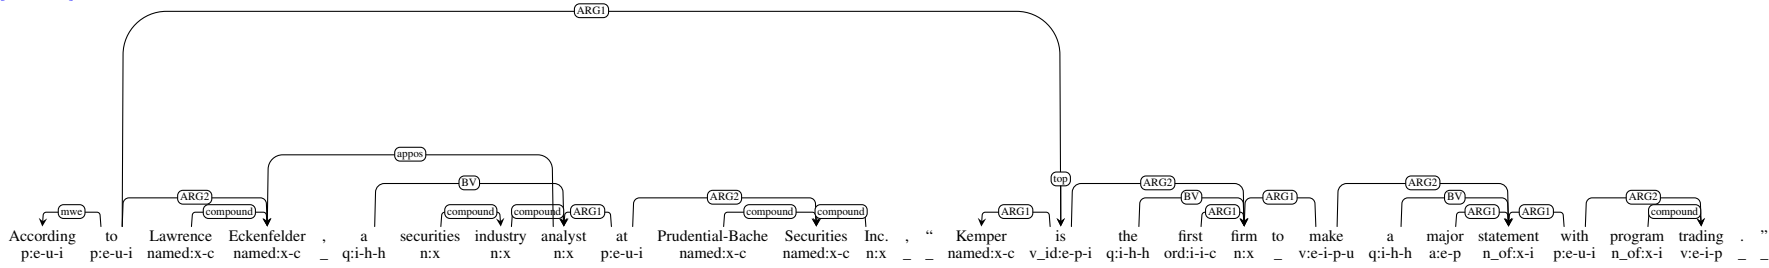 ARG1
appos
top
BV ARG2 ARG2
ARG2 ARG2 BV ARG1 BV ARG2
mwe compound compound compound ARG1 compound compound ARG1 ARG1 ARG1 ARG1 compound
According to Lawrence Eckenfelder , a securities industry analyst at Prudential-Bache Securities Inc. , “ Kemper is the first firm to make a major statement with program trading . ”
p:e-u-i p:e-u-i named:x-c named:x-c _ q:i-h-h n:x n:x n:x p:e-u-i named:x-c named:x-c n:x _ _ named:x-c v_id:e-p-i q:i-h-h ord:i-i-c n:x _ v:e-i-p-u q:i-h-h a:e-p n_of:x-i p:e-u-i n_of:x-i v:e-i-p _ _